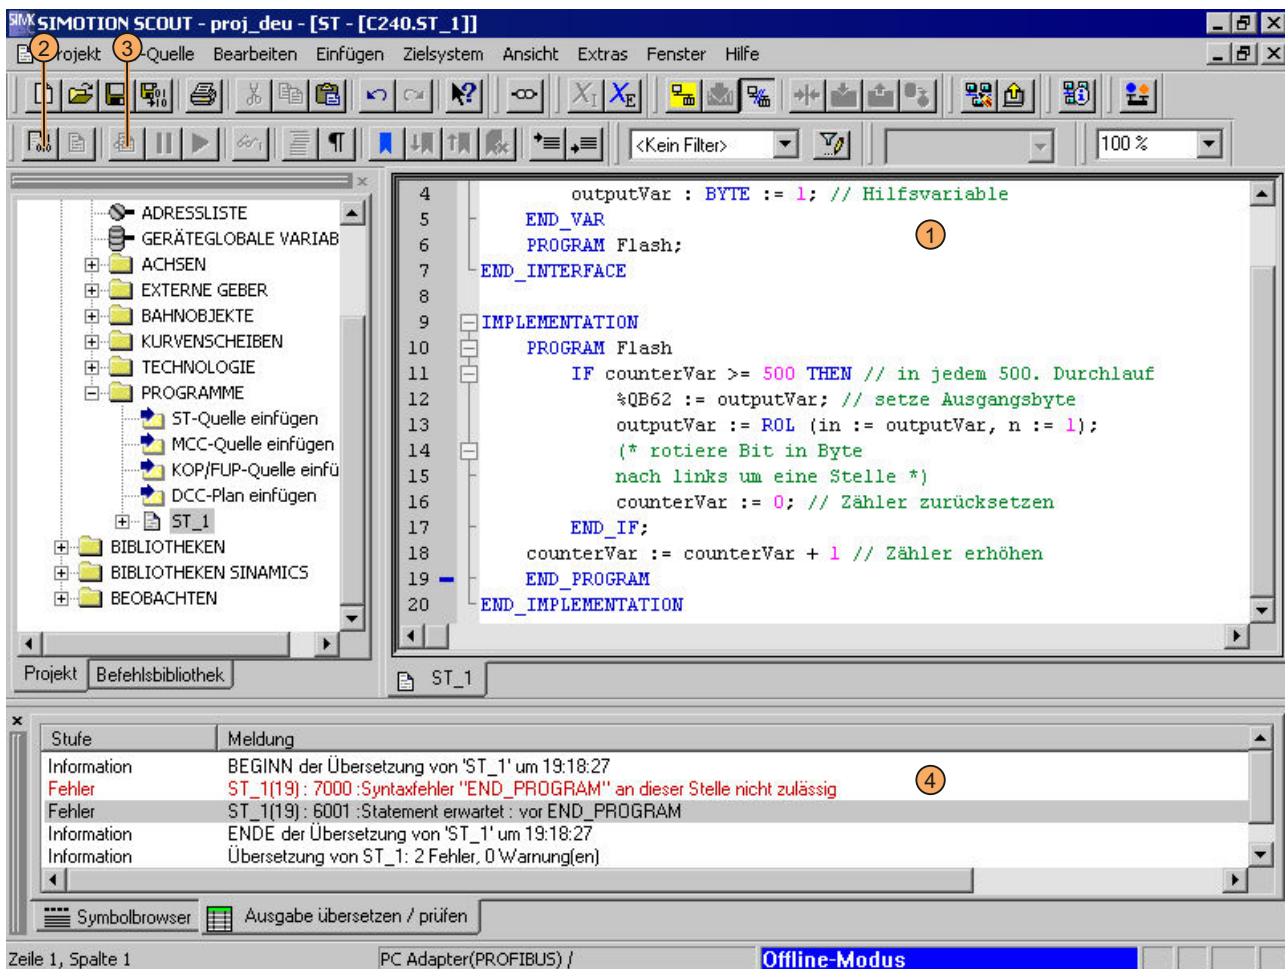 SIMOTION SCOUT - proj_deu - [ST - [C240.ST_1]]
2 3
Projekt -Quelle Bearbeiten Einfügen Zielsystem Ansicht Extras Fenster Hilfe
<Kein Filter> 100 %
ADRESSLISTE
GERÄTEGLOBALE VARIAB
ACHSEN
EXTERNE GEBER
BAHNOBJEKTE
KURVENSCHEIBEN
TECHNOLOGIE
PROGRAMME
ST-Quelle einfügen
MCC-Quelle einfügen
KOP/FUP-Quelle einfü
DCC-Plan einfügen
ST_1
BIBLIOTHEKEN
BIBLIOTHEKEN SINAMICS
BEOBACHTEN
Projekt Befehlsbibliothek
1
4 outputVar : BYTE := 1; // Hilfsvariable
5 END_VAR
6 PROGRAM Flash;
7 END_INTERFACE
8
9 IMPLEMENTATION
10 PROGRAM Flash
11 IF counterVar >= 500 THEN // in jedem 500. Durchlauf
12 %QB62 := outputVar; // setze Ausgangsbyte
13 outputVar := ROL (in := outputVar, n := 1);
14 (* rotiere Bit in Byte
15 nach links um eine Stelle *)
16 counterVar := 0; // Zähler zurücksetzen
17 END_IF;
18 counterVar := counterVar + 1 // Zähler erhöhen
19 END_PROGRAM
20 END_IMPLEMENTATION
ST_1
Stufe Meldung
Information BEGINN der Übersetzung von 'ST_1' um 19:18:27
Fehler ST_1(19) : 7000 :Syntaxfehler "END_PROGRAM" an dieser Stelle nicht zulässig
4
Fehler ST_1(19) : 6001 :Statement erwartet : vor END_PROGRAM
Information ENDE der Übersetzung von 'ST_1' um 19:18:27
Information Übersetzung von ST_1: 2 Fehler, 0 Warnung(en)
Symbolbrowser Ausgabe übersetzen / prüfen
Zeile 1, Spalte 1 PC Adapter(PROFIBUS) / Offline-Modus